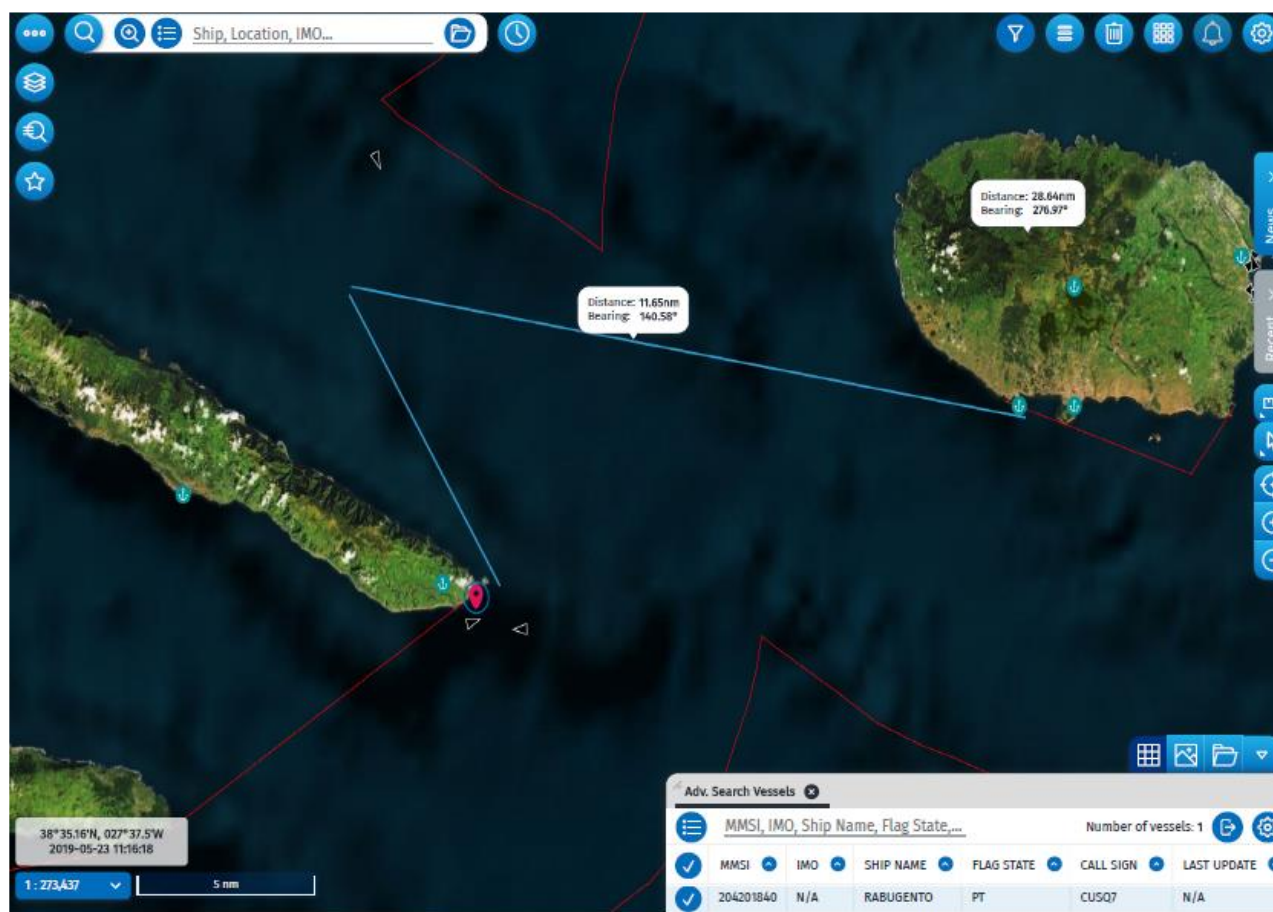 Ship, Location, IMO...
Distance: 28.64nm
Bearing: 276.97°
News
Distance: 11.65nm
Bearing: 140.58°
Recent
Adv. Search Vessels
MMSI, IMO, Ship Name, Flag State,...
Number of vessels: 1
38°35.16'N, 027°37.5'W
2019-05-23 11:16:18
MMSI IMO SHIP NAME FLAG STATE CALL SIGN LAST UPDATE
1 : 273,437
5 nm
204201840 N/A RABUGENTO PT CUSQ7 N/A